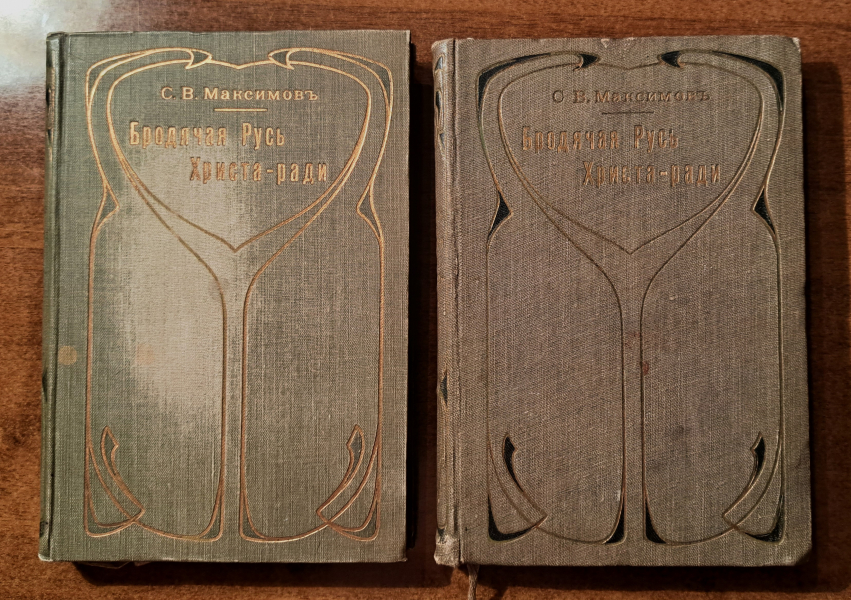 С. В. Максимовъ
Бродячая Русь
Христа-ради
С. В. Максимовъ
Бродячая Русь
Христа-ради